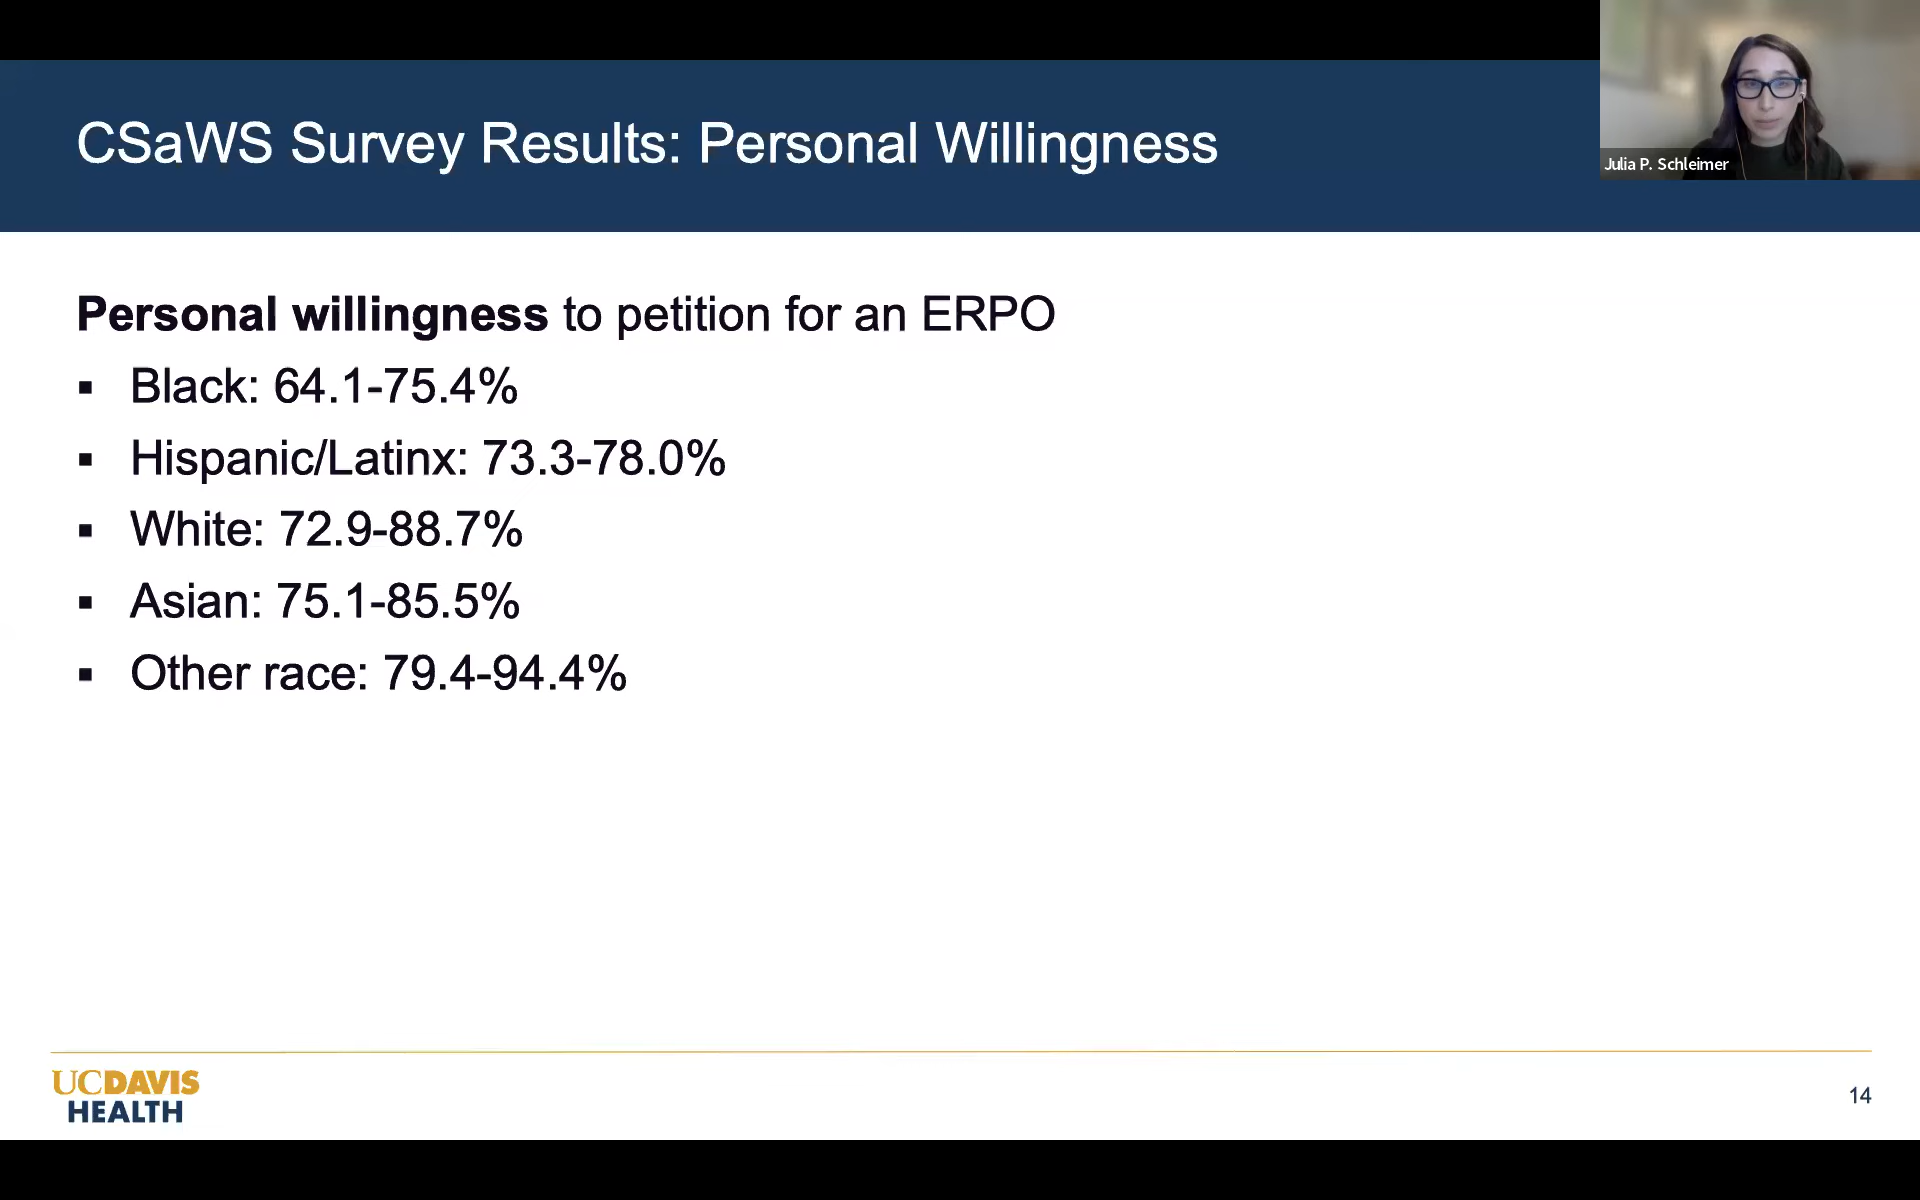 CSaWS Survey Results: Personal Willingness
Julia P. Schleimer
Personal willingness to petition for an ERPO
▪ Black: 64.1-75.4%
▪ Hispanic/Latinx: 73.3-78.0%
▪ White: 72.9-88.7%
▪ Asian: 75.1-85.5%
▪ Other race: 79.4-94.4%
UCDAVIS
HEALTH
14